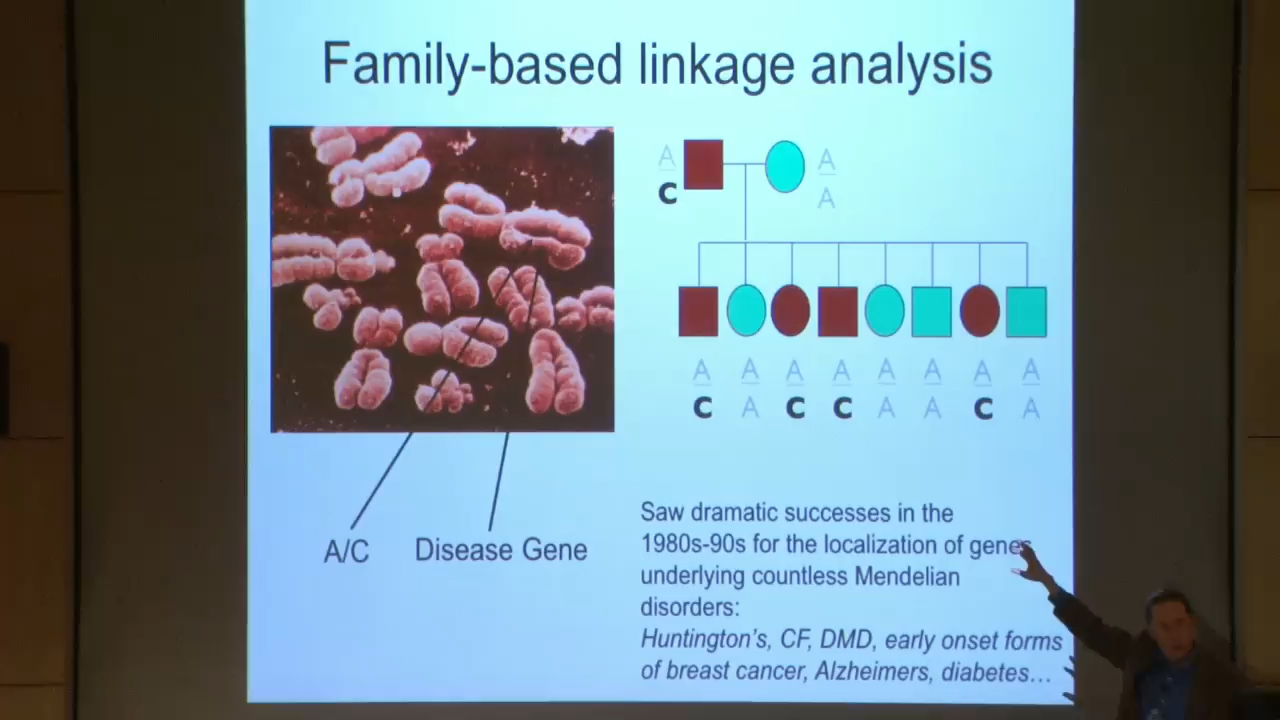 Family-based linkage analysis
A
C
A
A
A A A A A A A A
C A C C A A C A
A/C Disease Gene
Saw dramatic successes in the
1980s-90s for the localization of genes
underlying countless Mendelian
disorders:
Huntington's, CF, DMD, early onset forms
of breast cancer, Alzheimers, diabetes…